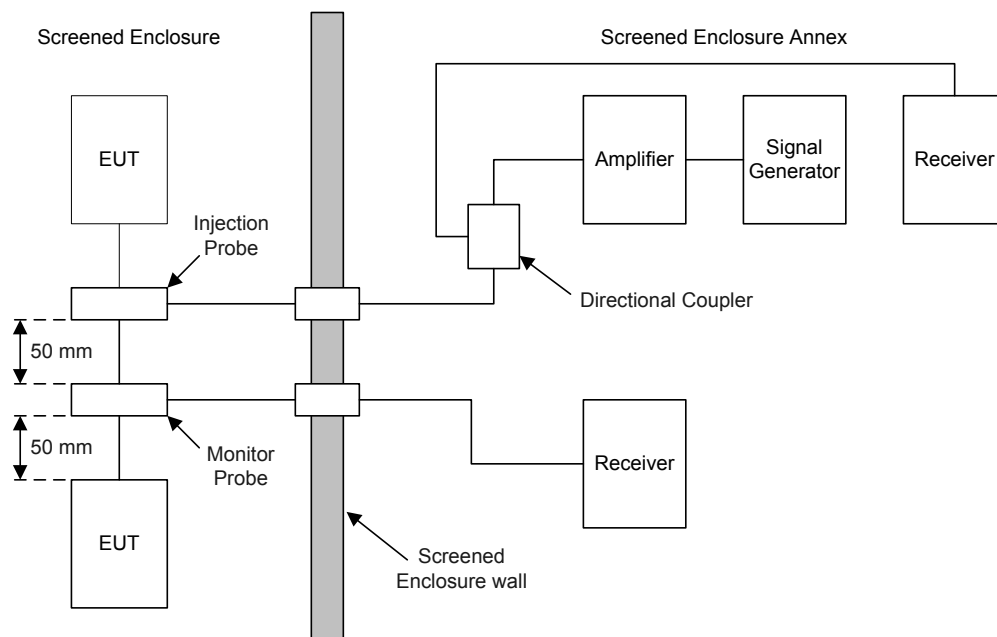 Screened Enclosure
Screened Enclosure Annex
EUT
Amplifier
Signal
Generator
Receiver
Injection
Probe
Directional Coupler
50 mm
50 mm
Monitor
Probe
Receiver
EUT
Screened
Enclosure wall